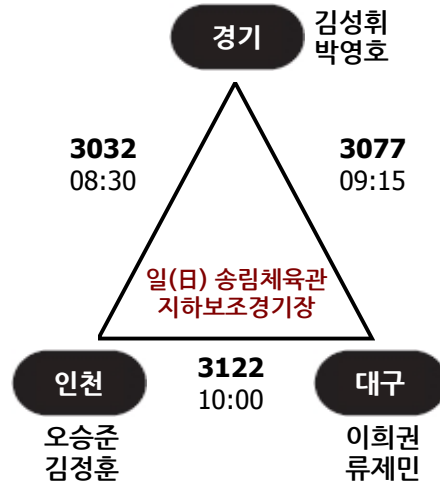 경기
김성휘
박영호
3032
08:30
3077
09:15
일(日) 송림체육관
지하보조경기장
인천
3122
10:00
대구
오승준
김정훈
이희권
류제민